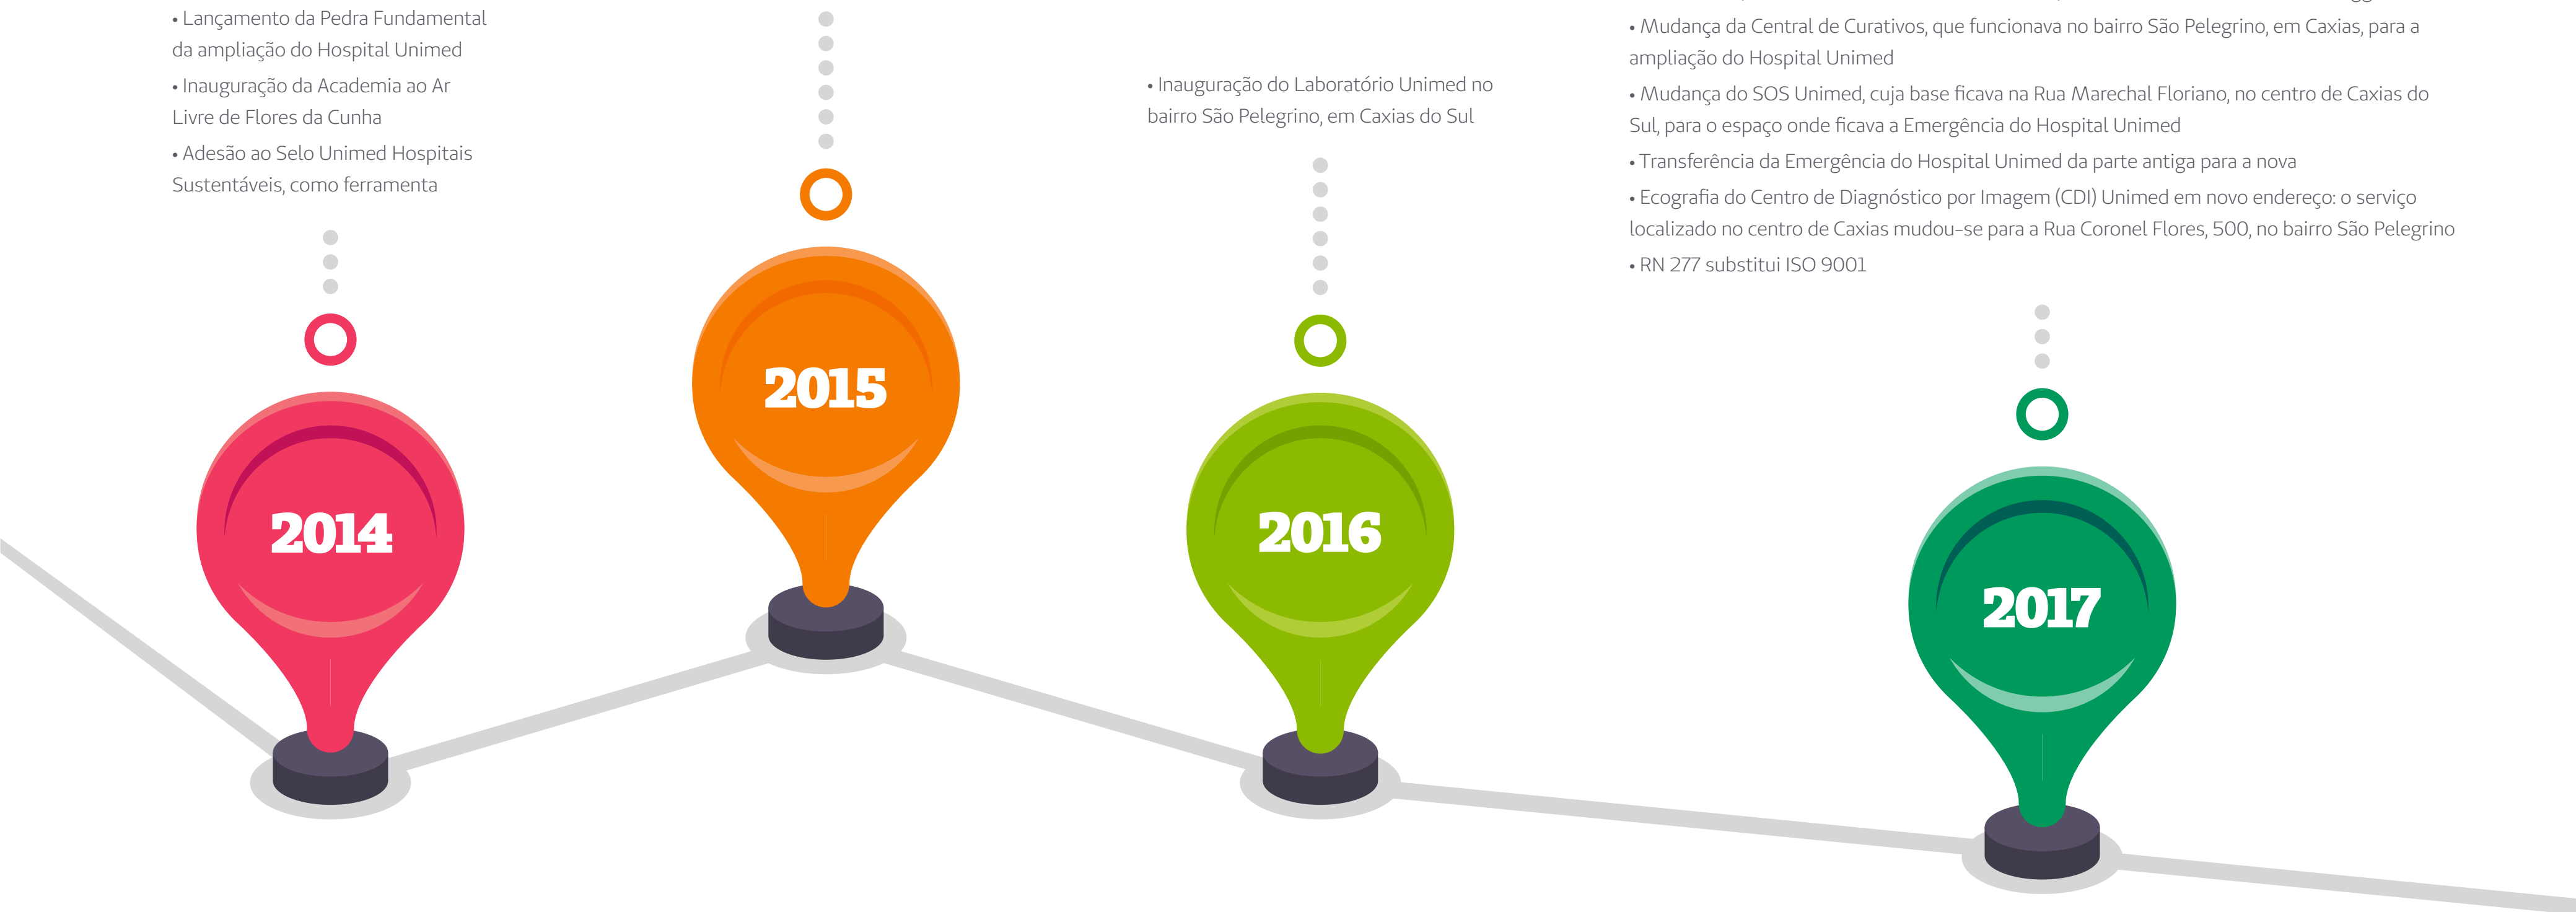 • Lançamento da Pedra Fundamental
da ampliação do Hospital Unimed
• Inauguração da Academia ao Ar
Livre de Flores da Cunha
• Adesão ao Selo Unimed Hospitais
Sustentáveis, como ferramenta
2014
2015
• Inauguração do Laboratório Unimed no
bairro São Pelegrino, em Caxias do Sul
2016
• Mudança da Central de Curativos, que funcionava no bairro São Pelegrino, em Caxias, para a
ampliação do Hospital Unimed
• Mudança do SOS Unimed, cuja base ficava na Rua Marechal Floriano, no centro de Caxias do
Sul, para o espaço onde ficava a Emergência do Hospital Unimed
• Transferência da Emergência do Hospital Unimed da parte antiga para a nova
• Ecografia do Centro de Diagnóstico por Imagem (CDI) Unimed em novo endereço: o serviço
localizado no centro de Caxias mudou-se para a Rua Coronel Flores, 500, no bairro São Pelegrino
• RN 277 substitui ISO 9001
2017